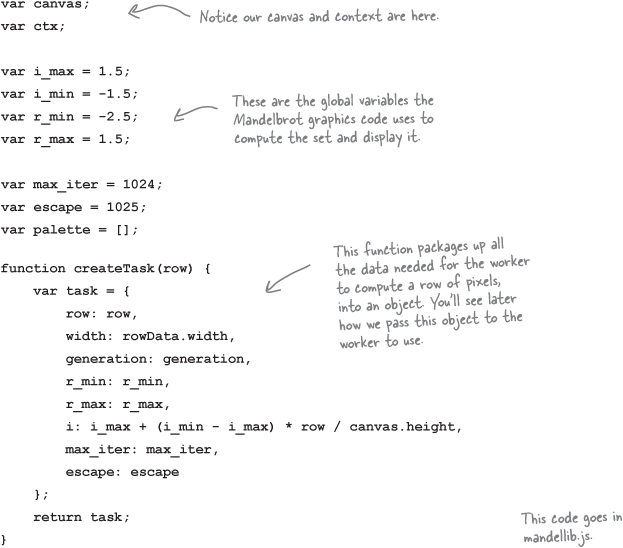 var canvas;
var ctx;
Notice our canvas and context are here.
var i_max = 1.5;
var i_min = -1.5;
var r_min = -2.5;
var r_max = 1.5;
These are the global variables the
Mandelbrot graphics code uses to
compute the set and display it.
var max_iter = 1024;
var escape = 1025;
var palette = [];
function createTask(row) {
    var task = {
        row: row,
        width: rowData.width,
        generation: generation,
        r_min: r_min,
        r_max: r_max,
        i: i_max + (i_min - i_max) * row / canvas.height,
        max_iter: max_iter,
        escape: escape
    };
    return task;
}
This function packages up all
the data needed for the worker
to compute a row of pixels,
into an object. You'll see later
how we pass this object to the
worker to use.
This code goes in
mandellib.js.